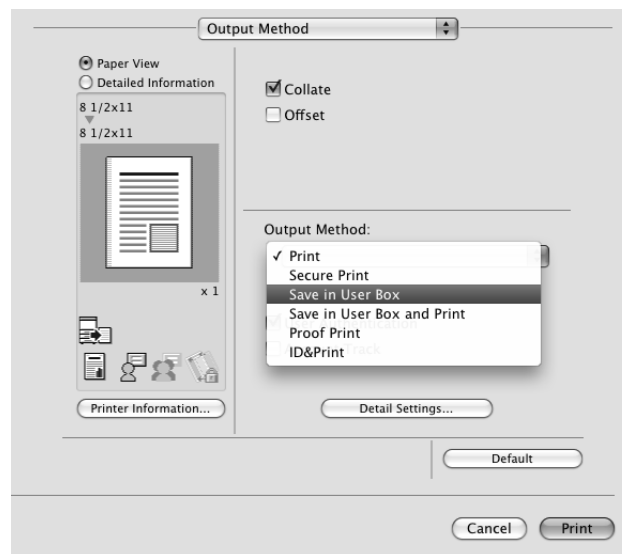 Output Method
Paper View
Detailed Information
8 1/2x11
8 1/2x11
x 1
Printer Information...
Collate
Offset
Output Method:
✓ Print
Secure Print
Save in User Box
Save in User Box and Print
Proof Print
ID&Print
Detail Settings...
Default
Cancel
Print